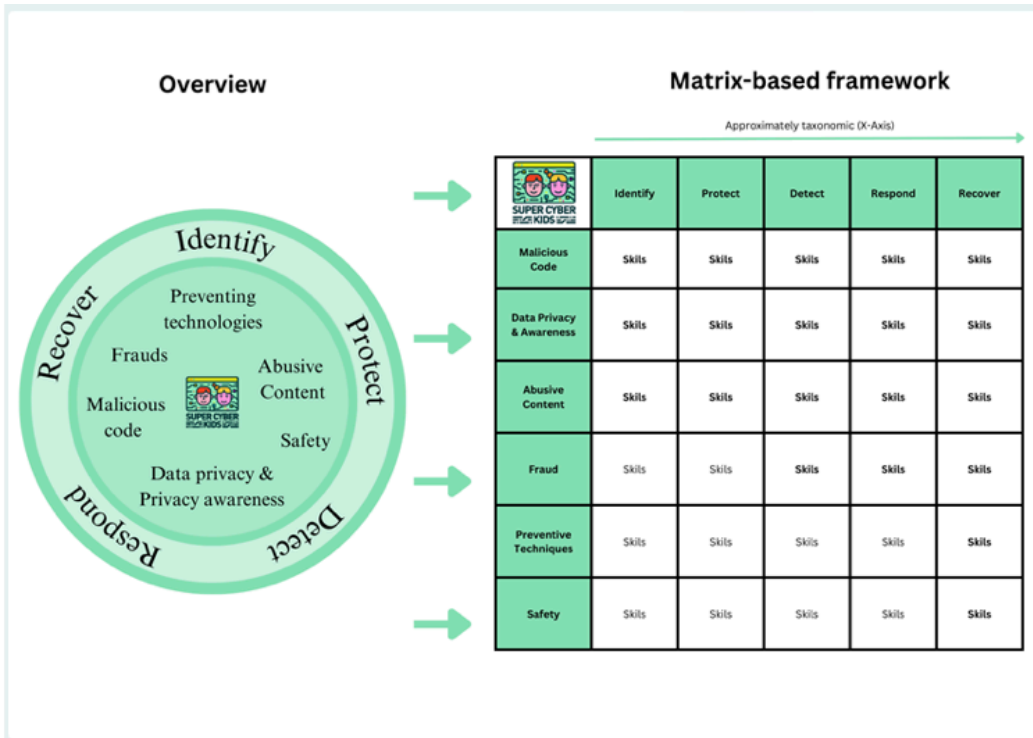 Overview
Identify
Protect
Detect
Respond
Recover
Preventing
technologies
Frauds
Abusive
Content
Malicious
code
SUPER CYBER
KIDS
Safety
Data privacy &
Privacy awareness
Matrix-based framework
Approximately taxonomic (X-Axis)
SUPER CYBER
KIDS
Identify Protect Detect Respond Recover
Malicious
Code
Skils Skils Skils Skils Skils
Data Privacy
& Awareness
Skils Skils Skils Skils Skils
Abusive
Content
Skils Skils Skils Skils Skils
Fraud Skils Skils Skils Skils Skils
Preventive
Techniques
Skils Skils Skils Skils Skils
Safety Skils Skils Skils Skils Skils